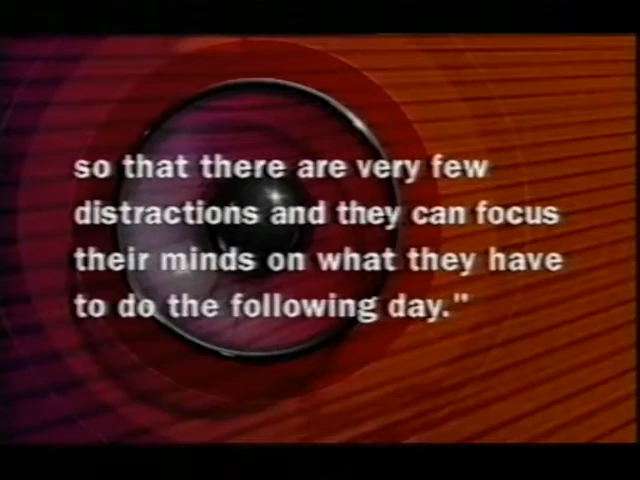 so that there are very few
distractions and they can focus
their minds on what they have
to do the following day."